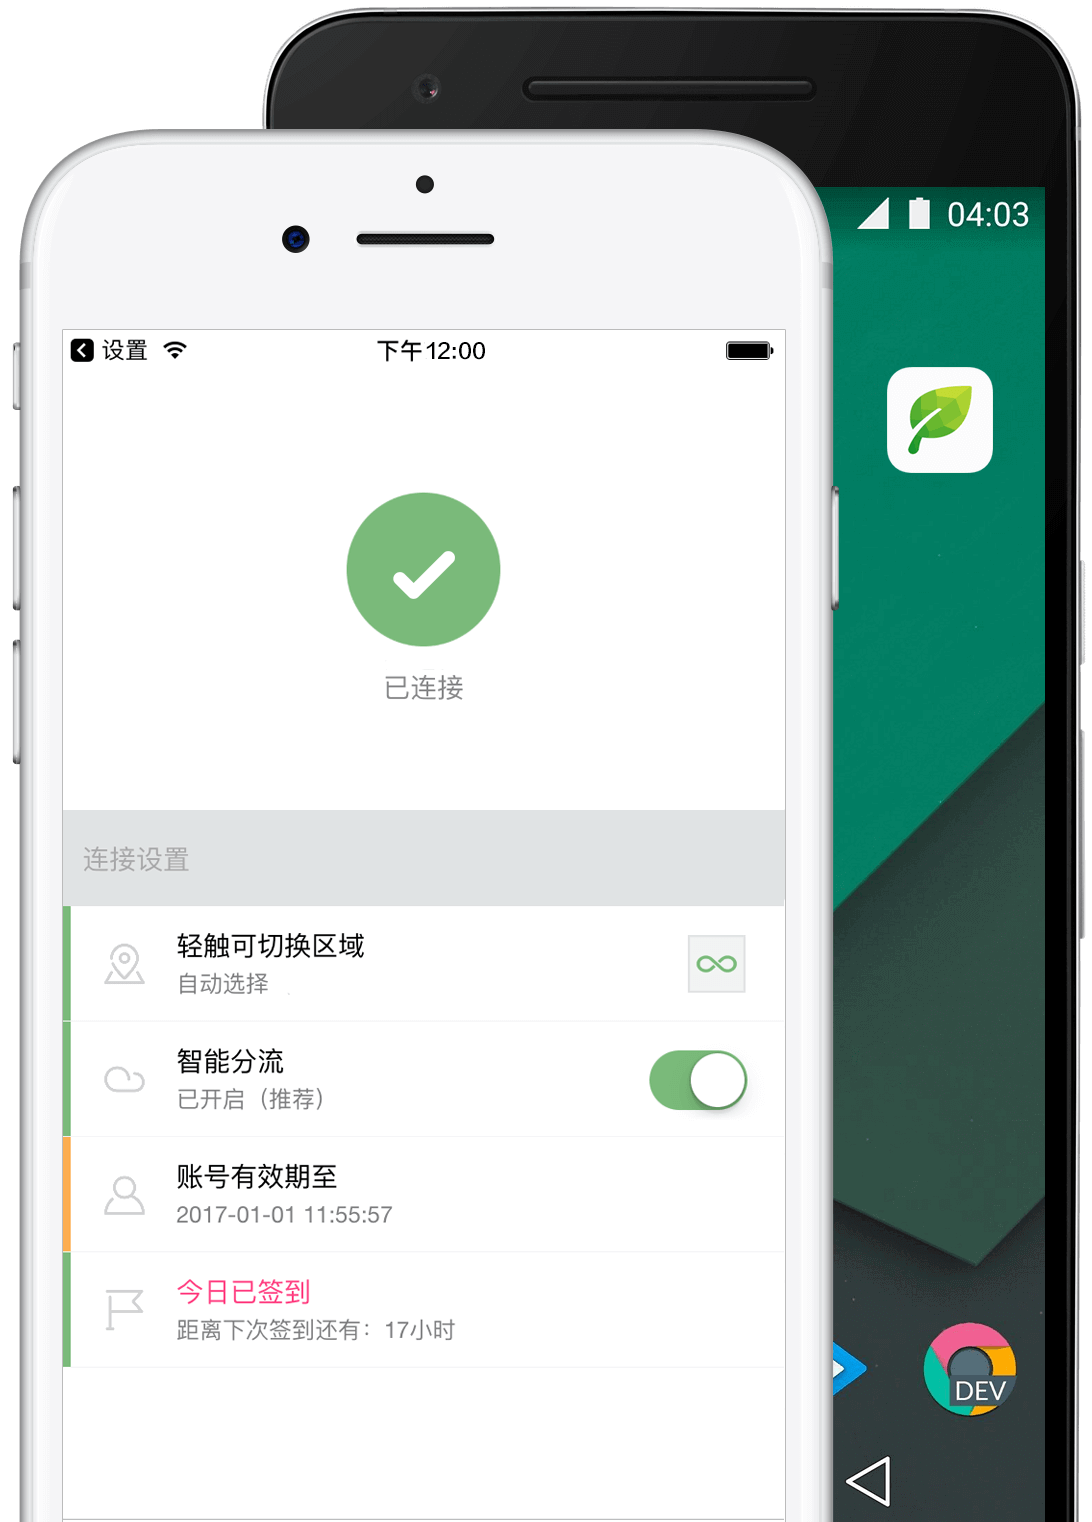 04:03
设置
下午12:00
已连接
连接设置
轻触可切换区域
自动选择
智能分流
已开启（推荐）
账号有效期至
2017-01-01 11:55:57
今日已签到
距离下次签到还有：17小时
DEV